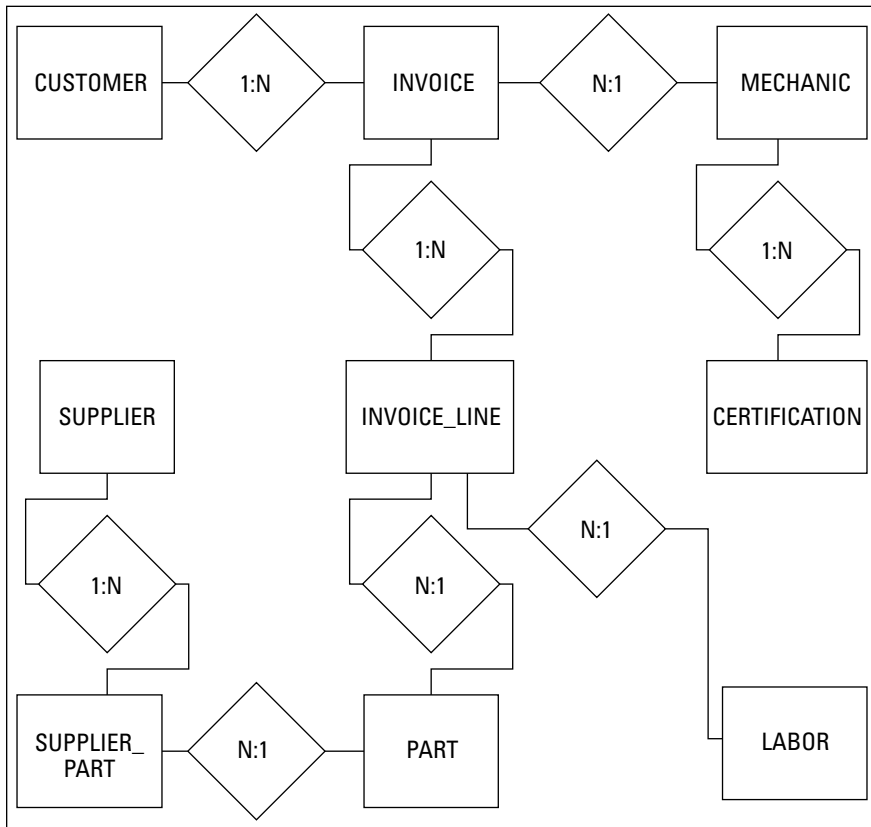 CUSTOMER
1:N
INVOICE
N:1
MECHANIC
1:N
1:N
SUPPLIER
INVOICE_LINE
CERTIFICATION
N:1
1:N
N:1
SUPPLIER_
PART
N:1
PART
LABOR